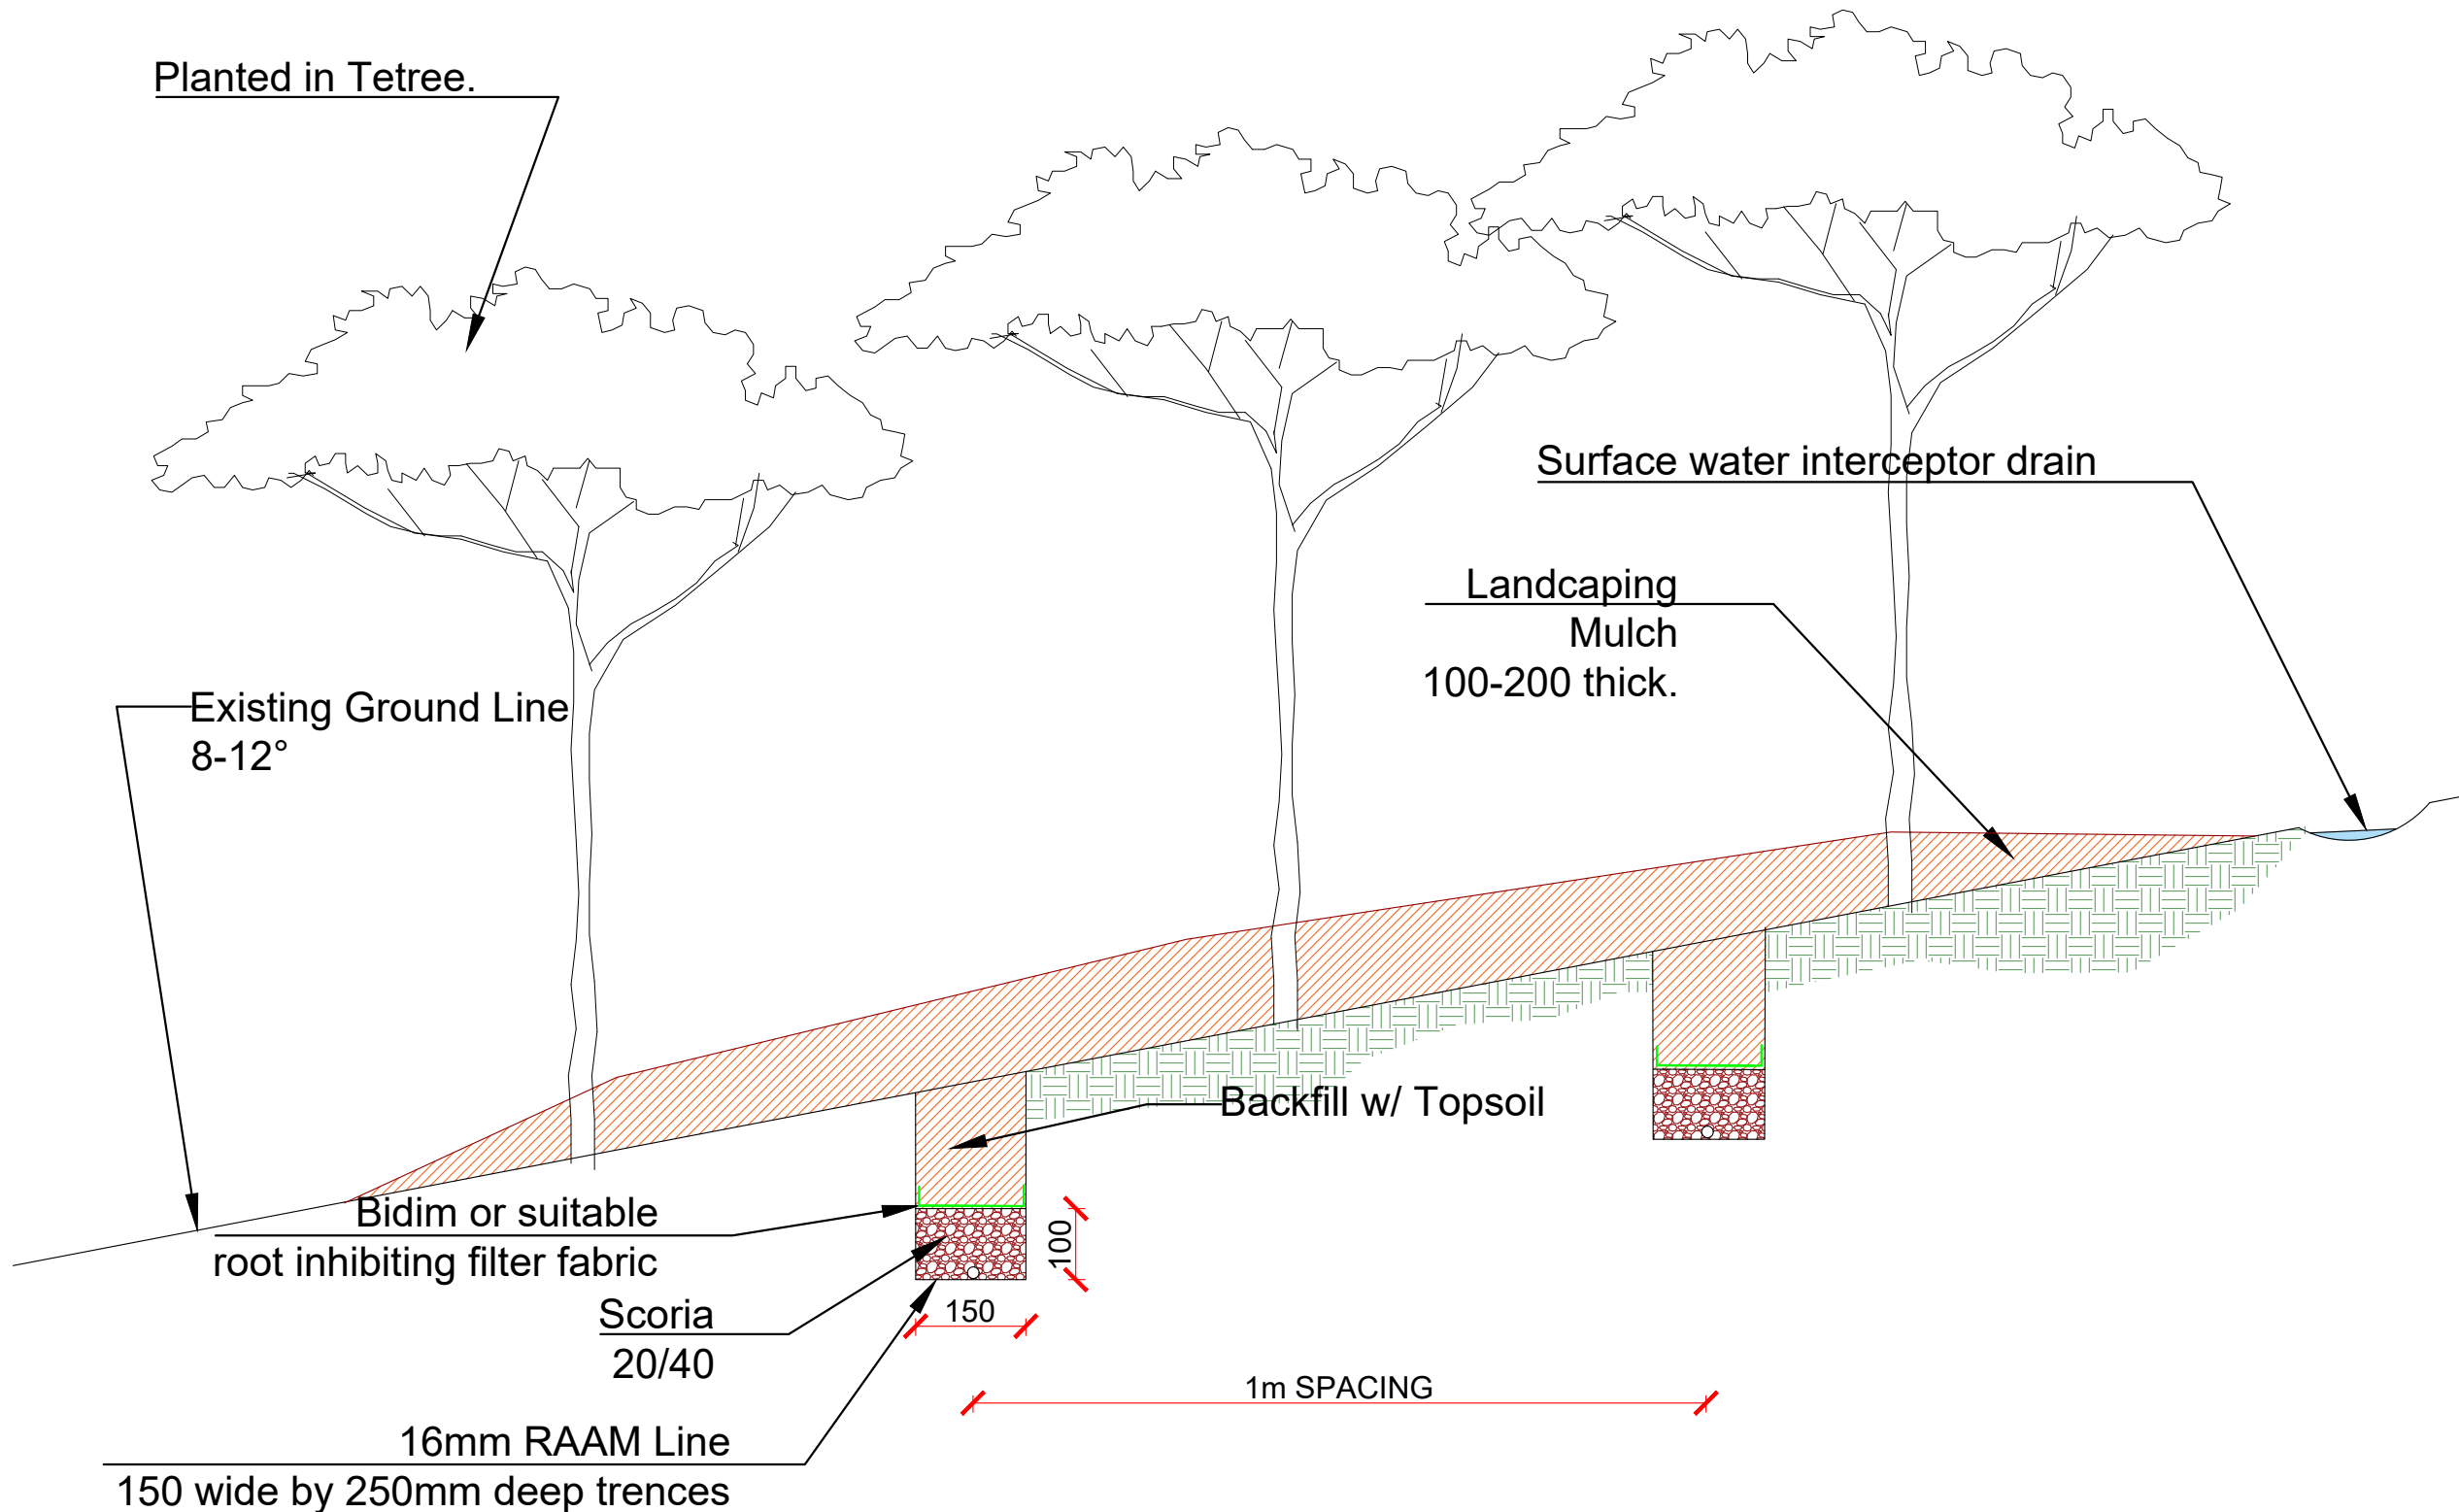 Planted in Tetree.
Surface water interceptor drain
Landcaping
Mulch
100-200 thick.
Existing Ground Line
8-12°
Backfill w/ Topsoil
Bidim or suitable
root inhibiting filter fabric
100
Scoria
20/40
150
1m SPACING
16mm RAAM Line
150 wide by 250mm deep trences